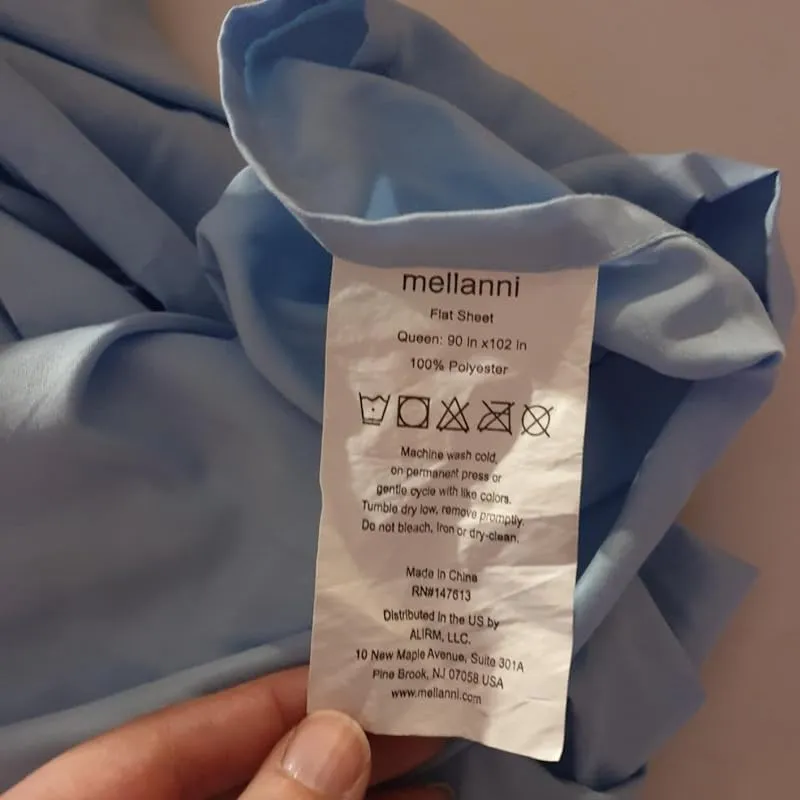 mellanni
Flat Sheet
Queen: 90 in x102 in
100% Polyester
Machine wash cold,
on permanent press or
gentle cycle with like colors.
Tumble dry low, remove promptly.
Do not bleach, iron or dry-clean.
Made in China
RN#147613
Distributed in the US by
ALIRM, LLC.
10 New Maple Avenue, Suite 301A
Pine Brook, NJ 07058 USA
www.mellanni.com